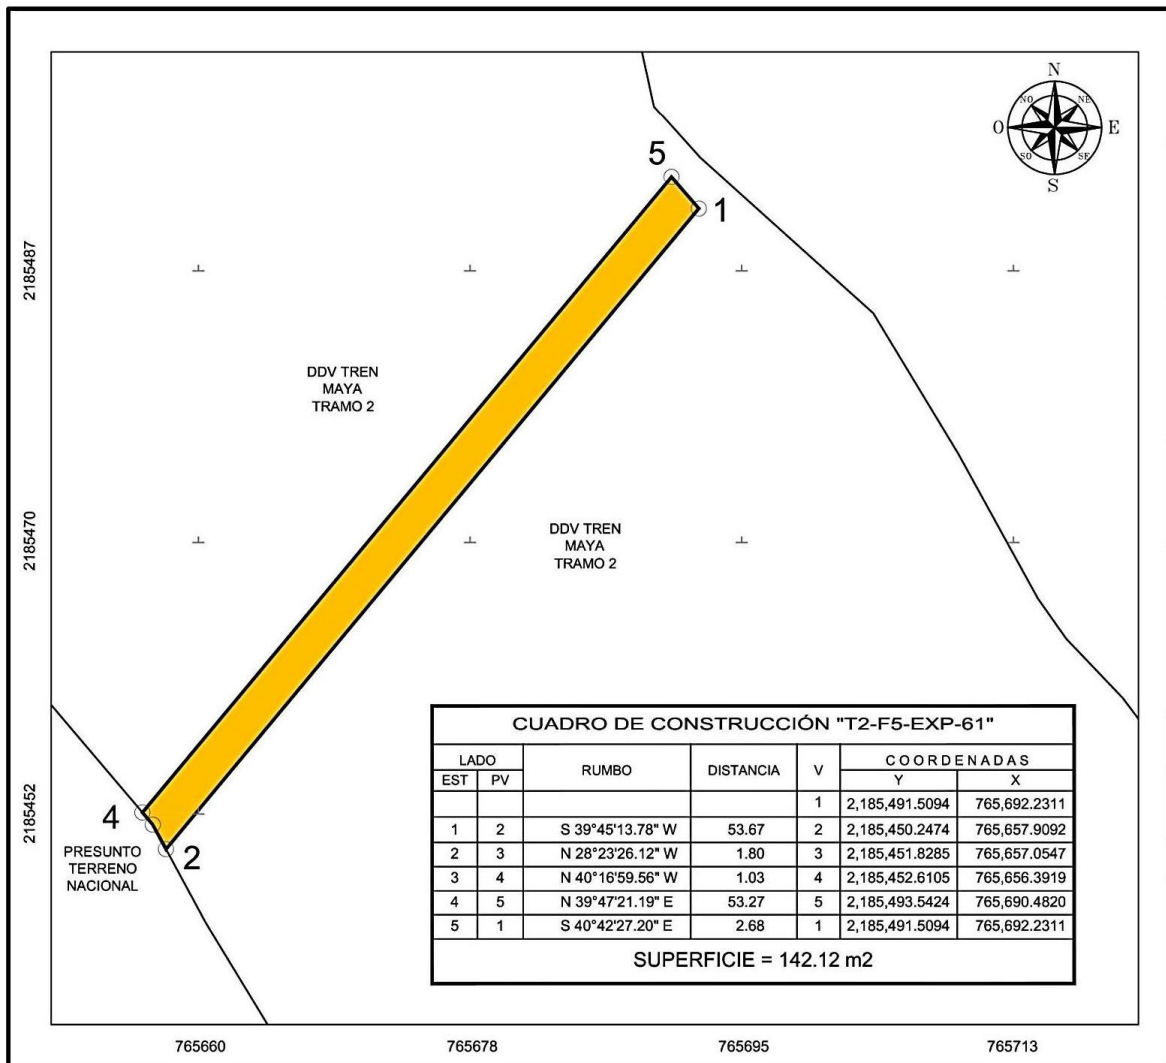 N
NO NE
O E
SO SE
S
5
1
2185487
DDV TREN
MAYA
TRAMO 2
2185470
DDV TREN
MAYA
TRAMO 2
2185452
4
2
PRESUNTO
TERRENO
NACIONAL
CUADRO DE CONSTRUCCIÓN "T2-F5-EXP-61"
LADO RUMBO DISTANCIA V COORDENADAS
EST PV Y X
1 2,185,491.5094 765,692.2311
1 2 S 39°45'13.78" W 53.67 2 2,185,450.2474 765,657.9092
2 3 N 28°23'26.12" W 1.80 3 2,185,451.8285 765,657.0547
3 4 N 40°16'59.56" W 1.03 4 2,185,452.6105 765,656.3919
4 5 N 39°47'21.19" E 53.27 5 2,185,493.5424 765,690.4820
5 1 S 40°42'27.20" E 2.68 1 2,185,491.5094 765,692.2311
SUPERFICIE = 142.12 m2
765660 765678 765695 765713